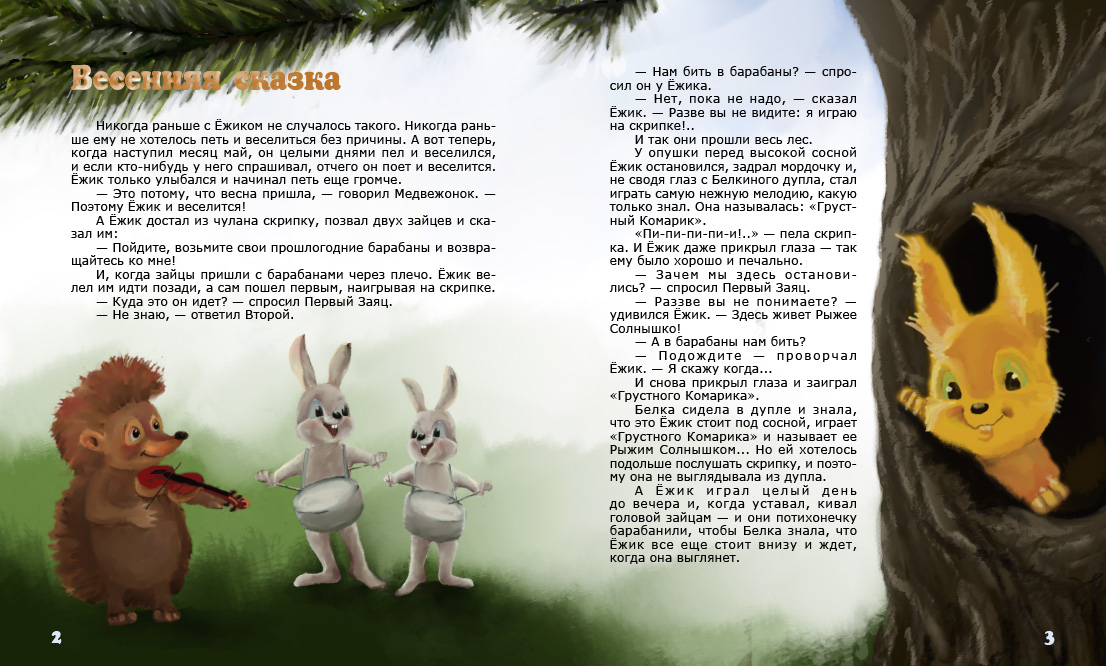 Весенняя сказка
Никогда раньше с Ёжиком не случалось такого. Никогда рань-
ше ему не хотелось петь и веселиться без причины. А вот теперь,
когда наступил месяц май, он целыми днями пел и веселился,
и если кто-нибудь у него спрашивал, отчего он поет и веселится.
Ёжик только улыбался и начинал петь еще громче.
— Это потому, что весна пришла, — говорил Медвежонок. —
Поэтому Ёжик и веселится!
А Ёжик достал из чулана скрипку, позвал двух зайцев и ска-
зал им:
— Пойдите, возьмите свои прошлогодние барабаны и возвра-
щайтесь ко мне!
И, когда зайцы пришли с барабанами через плечо. Ёжик ве-
лел им идти позади, а сам пошел первым, наигрывая на скрипке.
— Куда это он идет? — спросил Первый Заяц.
— Не знаю, — ответил Второй.
2
— Нам бить в барабаны? — спро-
сил он у Ёжика.
— Нет, пока не надо, — сказал
Ёжик. — Разве вы не видите: я играю
на скрипке!..
И так они прошли весь лес.
У опушки перед высокой сосной
Ёжик остановился, задрал мордочку и,
не сводя глаз с Белкиного дупла, стал
играть самую нежную мелодию, какую
только знал. Она называлась: «Груст-
ный Комарик».
«Пи-пи-пи-пи-и!..» — пела скрип-
ка. И Ёжик даже прикрыл глаза — так
ему было хорошо и печально.
— Зачем мы здесь останови-
лись? — спросил Первый Заяц.
— Раззве вы не понимаете? —
удивился Ёжик. — Здесь живет Рыжее
Солнышко!
— А в барабаны нам бить?
— Подождите — проворчал
Ёжик. — Я скажу когда...
И снова прикрыл глаза и заиграл
«Грустного Комарика».
Белка сидела в дупле и знала,
что это Ёжик стоит под сосной, играет
«Грустного Комарика» и называет ее
Рыжим Солнышком... Но ей хотелось
подольше послушать скрипку, и поэто-
му она не выглядывала из дупла.
А Ёжик играл целый день
до вечера и, когда уставал, кивал
головой зайцам — и они потихонечку
барабанили, чтобы Белка знала, что
Ёжик все еще стоит внизу и ждет,
когда она выглянет.
3